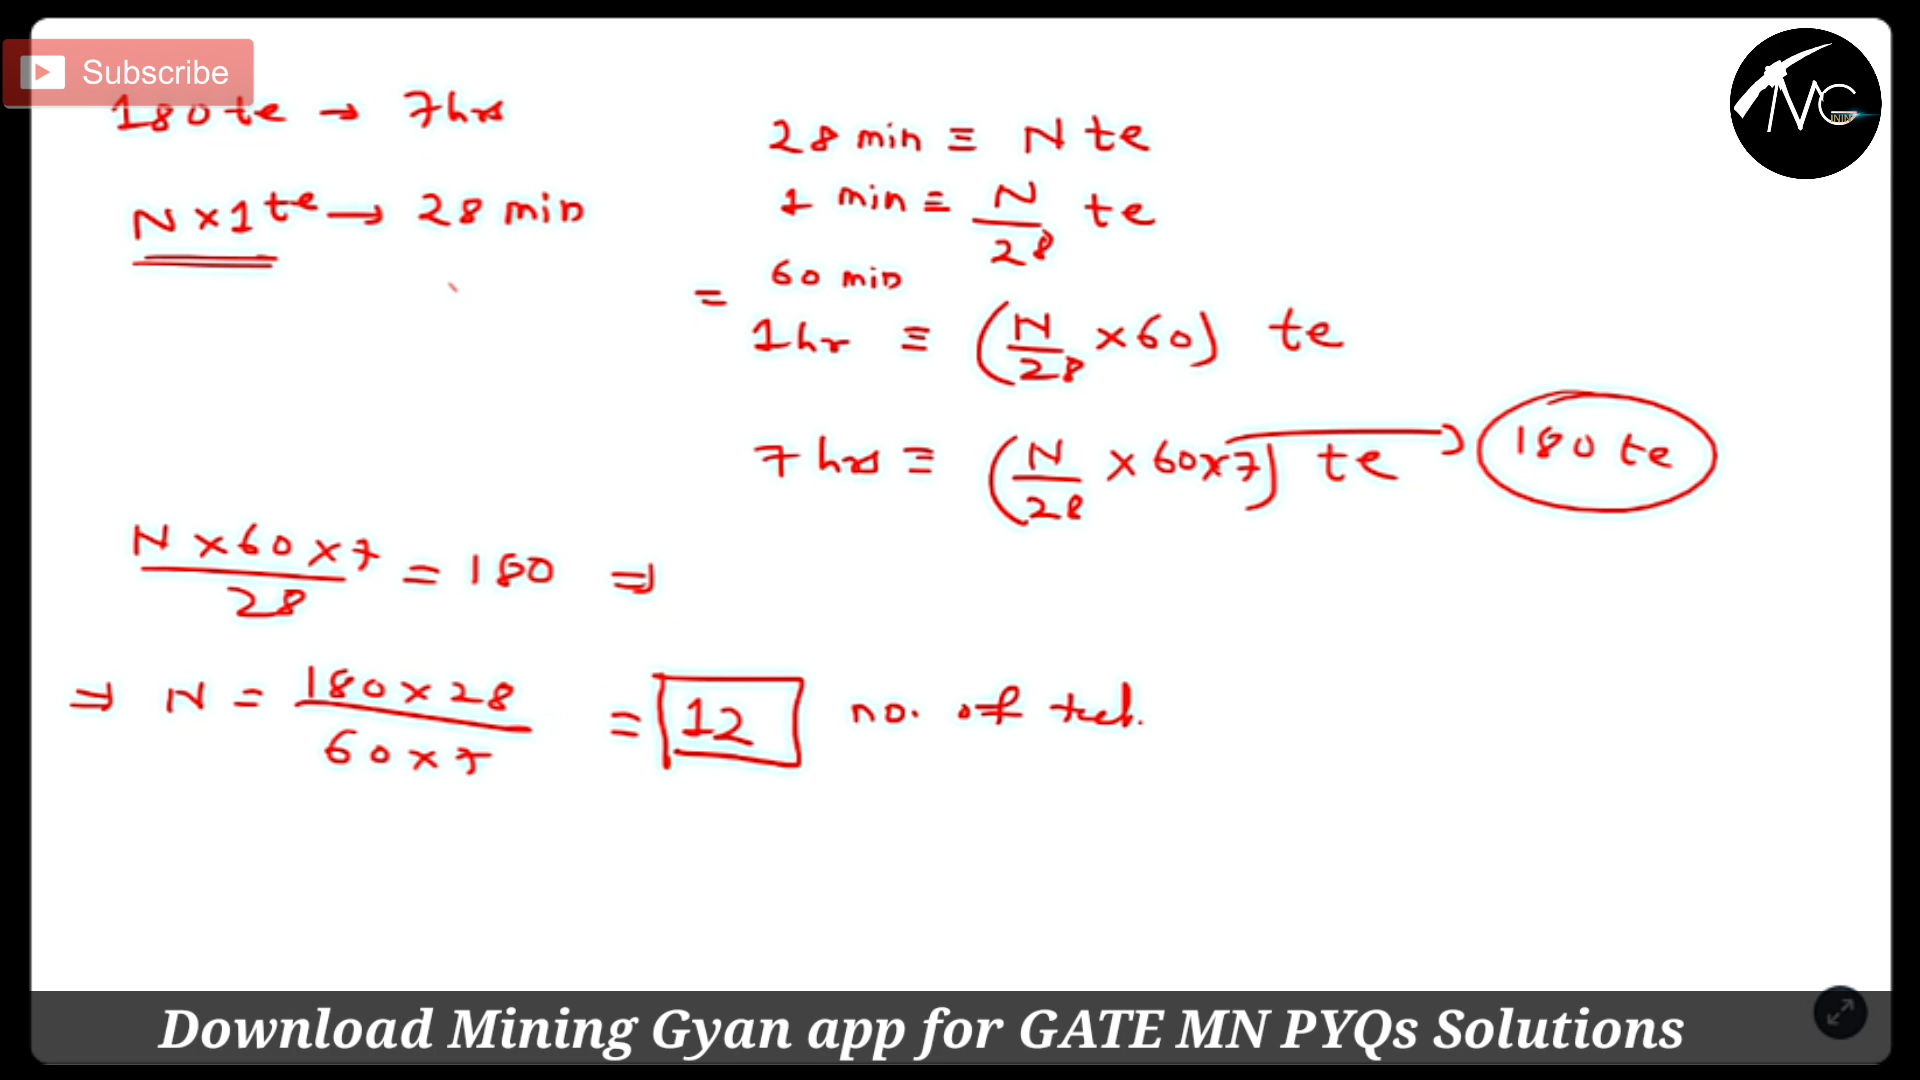 Subscribe
180 te → 7 hrs
N × 1 te → 28 min
28 min ≡ N te
1 min ≡ N/28 te
60 min
= 1 hr ≡ (N/28 × 60) te
7 hrs ≡ (N/28 × 60 × 7) te → 180 te
N × 60 × 7 / 28 = 180 ⇒
⇒ N = 180 × 28 / 60 × 7 = 12 no. of tub.
MG
Download Mining Gyan app for GATE MN PYQs Solutions